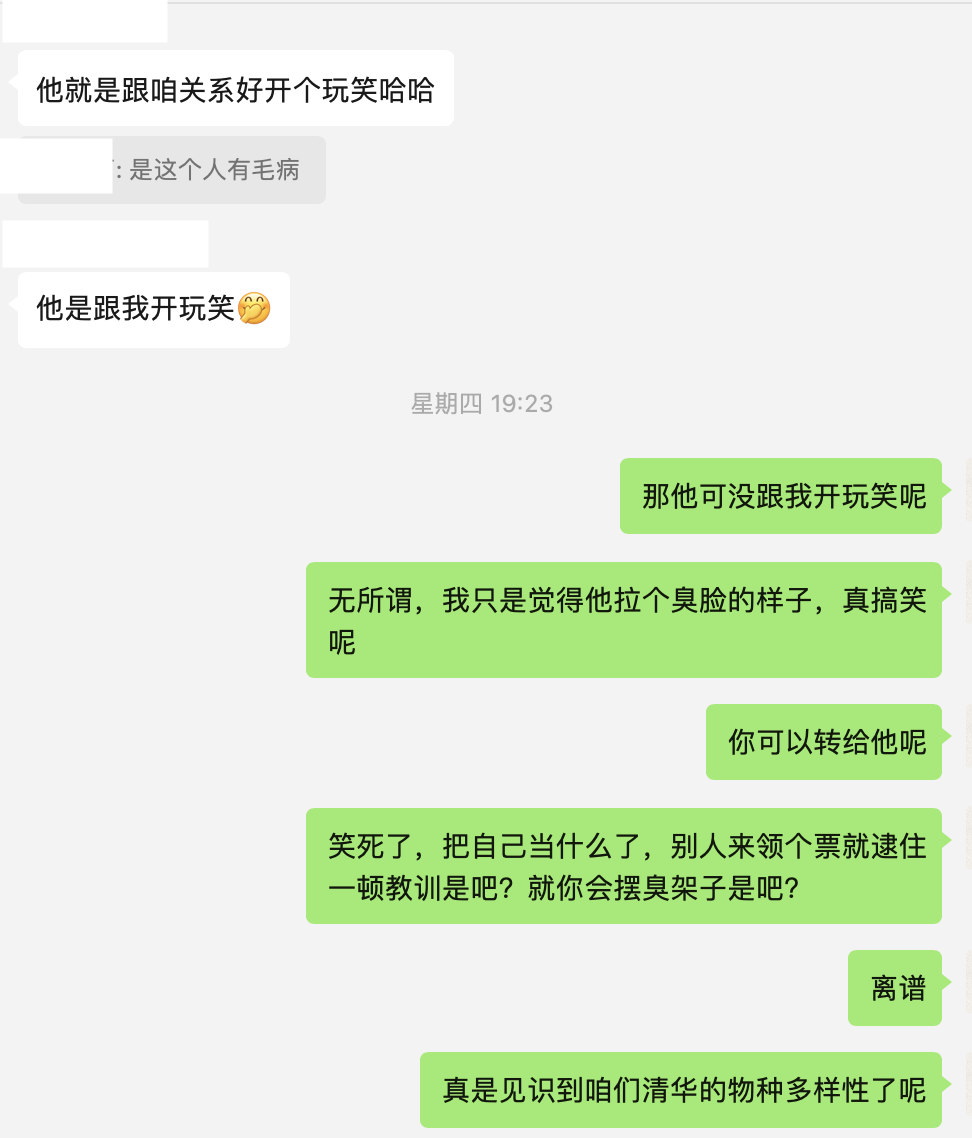 他就是跟咱关系好开个玩笑哈哈
: 是这个人有毛病
他是跟我开玩笑🤭
星期四 19:23
那他可没跟我开玩笑呢
无所谓，我只是觉得他拉个臭脸的样子，真搞笑
呢
你可以转给他呢
笑死了，把自己当什么了，别人来领个票就逮住
一顿教训是吧？就你会摆臭架子是吧？
离谱
真是见识到咱们清华的物种多样性了呢